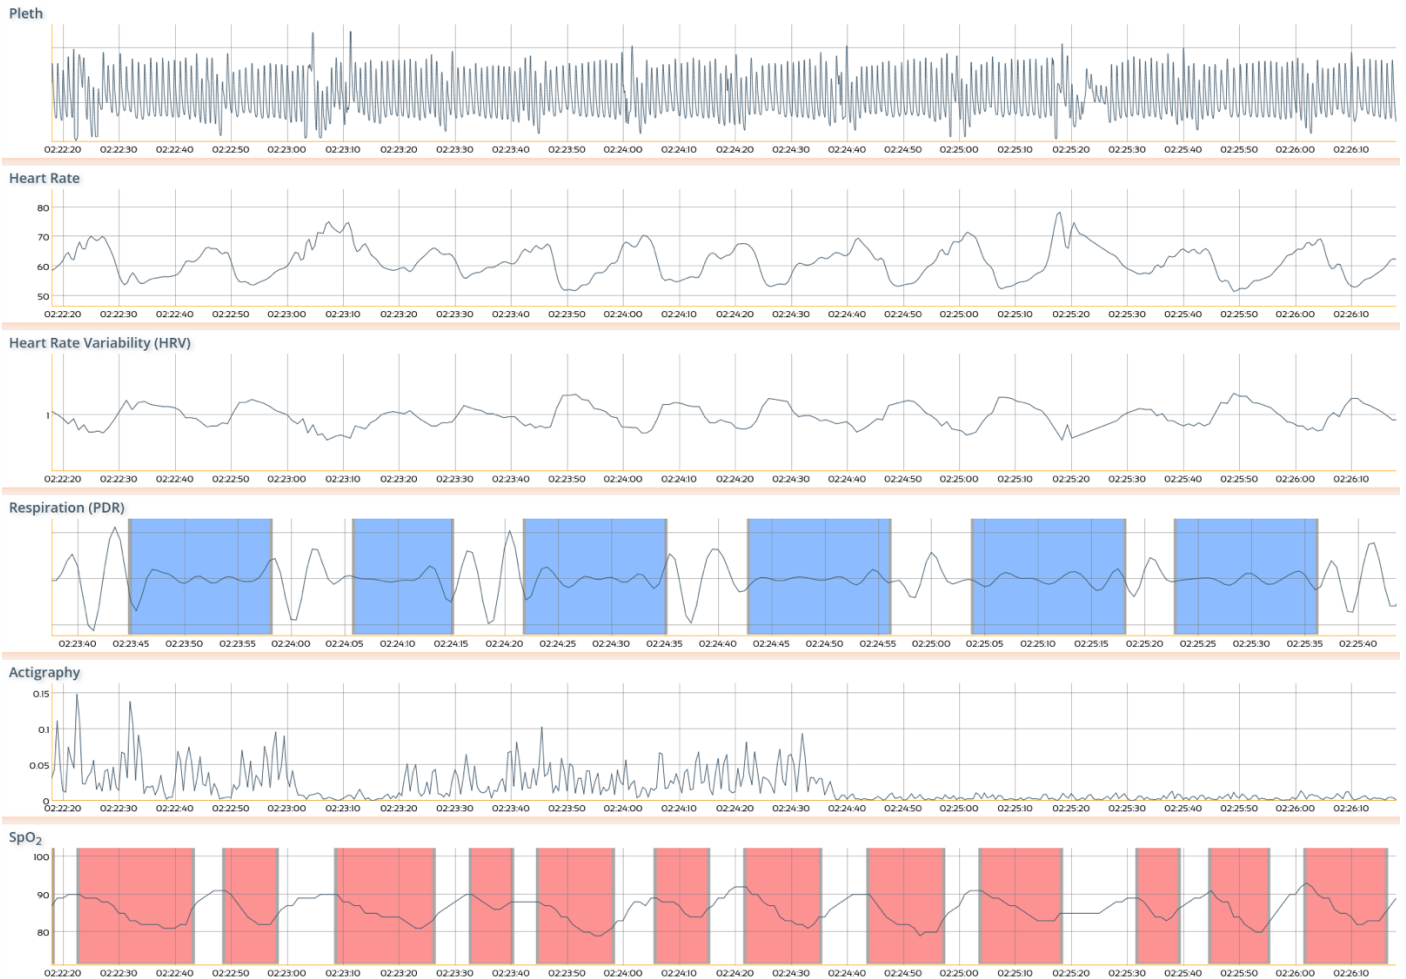 Pleth
02:22:20 02:22:30 02:22:40 02:22:50 02:23:00 02:23:10 02:23:20 02:23:30 02:23:40 02:23:50 02:24:00 02:24:10 02:24:20 02:24:30 02:24:40 02:24:50 02:25:00 02:25:10 02:25:20 02:25:30 02:25:40 02:25:50 02:26:00 02:26:10
Heart Rate
80
70
60
50
02:22:20 02:22:30 02:22:40 02:22:50 02:23:00 02:23:10 02:23:20 02:23:30 02:23:40 02:23:50 02:24:00 02:24:10 02:24:20 02:24:30 02:24:40 02:24:50 02:25:00 02:25:10 02:25:20 02:25:30 02:25:40 02:25:50 02:26:00 02:26:10
Heart Rate Variability (HRV)
1
02:22:20 02:22:30 02:22:40 02:22:50 02:23:00 02:23:10 02:23:20 02:23:30 02:23:40 02:23:50 02:24:00 02:24:10 02:24:20 02:24:30 02:24:40 02:24:50 02:25:00 02:25:10 02:25:20 02:25:30 02:25:40 02:25:50 02:26:00 02:26:10
Respiration (PDR)
02:23:40 02:23:45 02:23:50 02:23:55 02:24:00 02:24:05 02:24:10 02:24:15 02:24:20 02:24:25 02:24:30 02:24:35 02:24:40 02:24:45 02:24:50 02:24:55 02:25:00 02:25:05 02:25:10 02:25:15 02:25:20 02:25:25 02:25:30 02:25:35 02:25:40
Actigraphy
0.15
0.1
0.05
0
02:22:20 02:22:30 02:22:40 02:22:50 02:23:00 02:23:10 02:23:20 02:23:30 02:23:40 02:23:50 02:24:00 02:24:10 02:24:20 02:24:30 02:24:40 02:24:50 02:25:00 02:25:10 02:25:20 02:25:30 02:25:40 02:25:50 02:26:00 02:26:10
SpO2
100
90
80
02:22:20 02:22:30 02:22:40 02:22:50 02:23:00 02:23:10 02:23:20 02:23:30 02:23:40 02:23:50 02:24:00 02:24:10 02:24:20 02:24:30 02:24:40 02:24:50 02:25:00 02:25:10 02:25:20 02:25:30 02:25:40 02:25:50 02:26:00 02:26:10